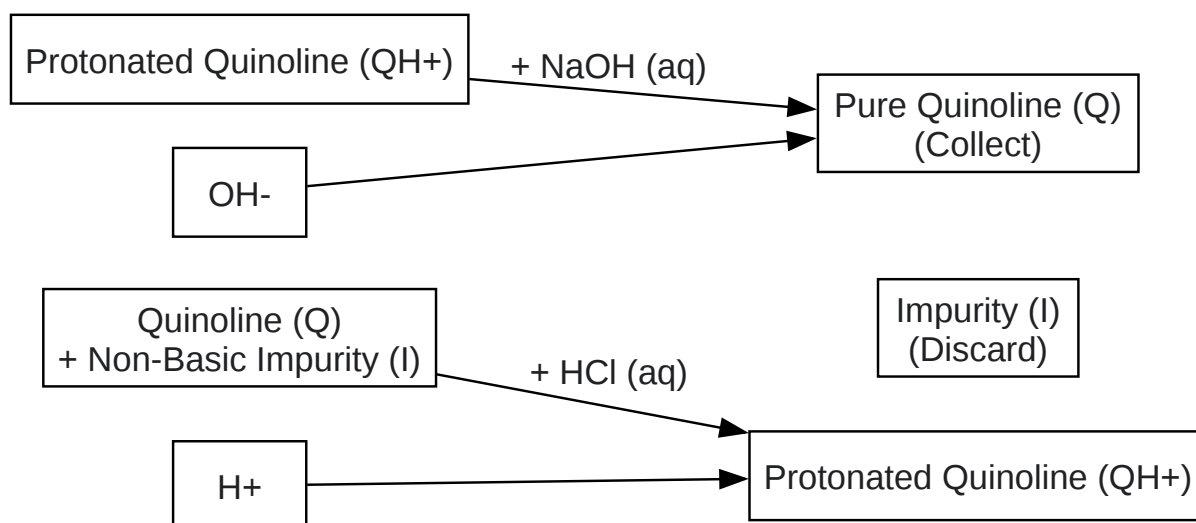 Protonated Quinoline (QH+)
+ NaOH (aq)
Pure Quinoline (Q)
(Collect)
OH-
Quinoline (Q)
+ Non-Basic Impurity (I)
Impurity (I)
(Discard)
+ HCl (aq)
H+
Protonated Quinoline (QH+)